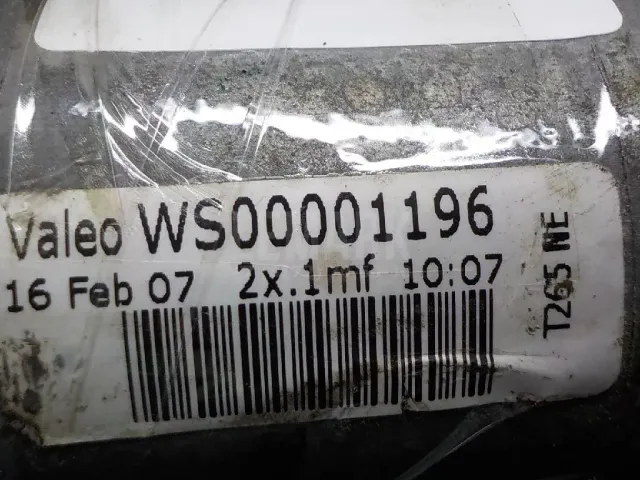 Valeo WS00001196
16 Feb 07 2x.1mf 10:07
T265 NE